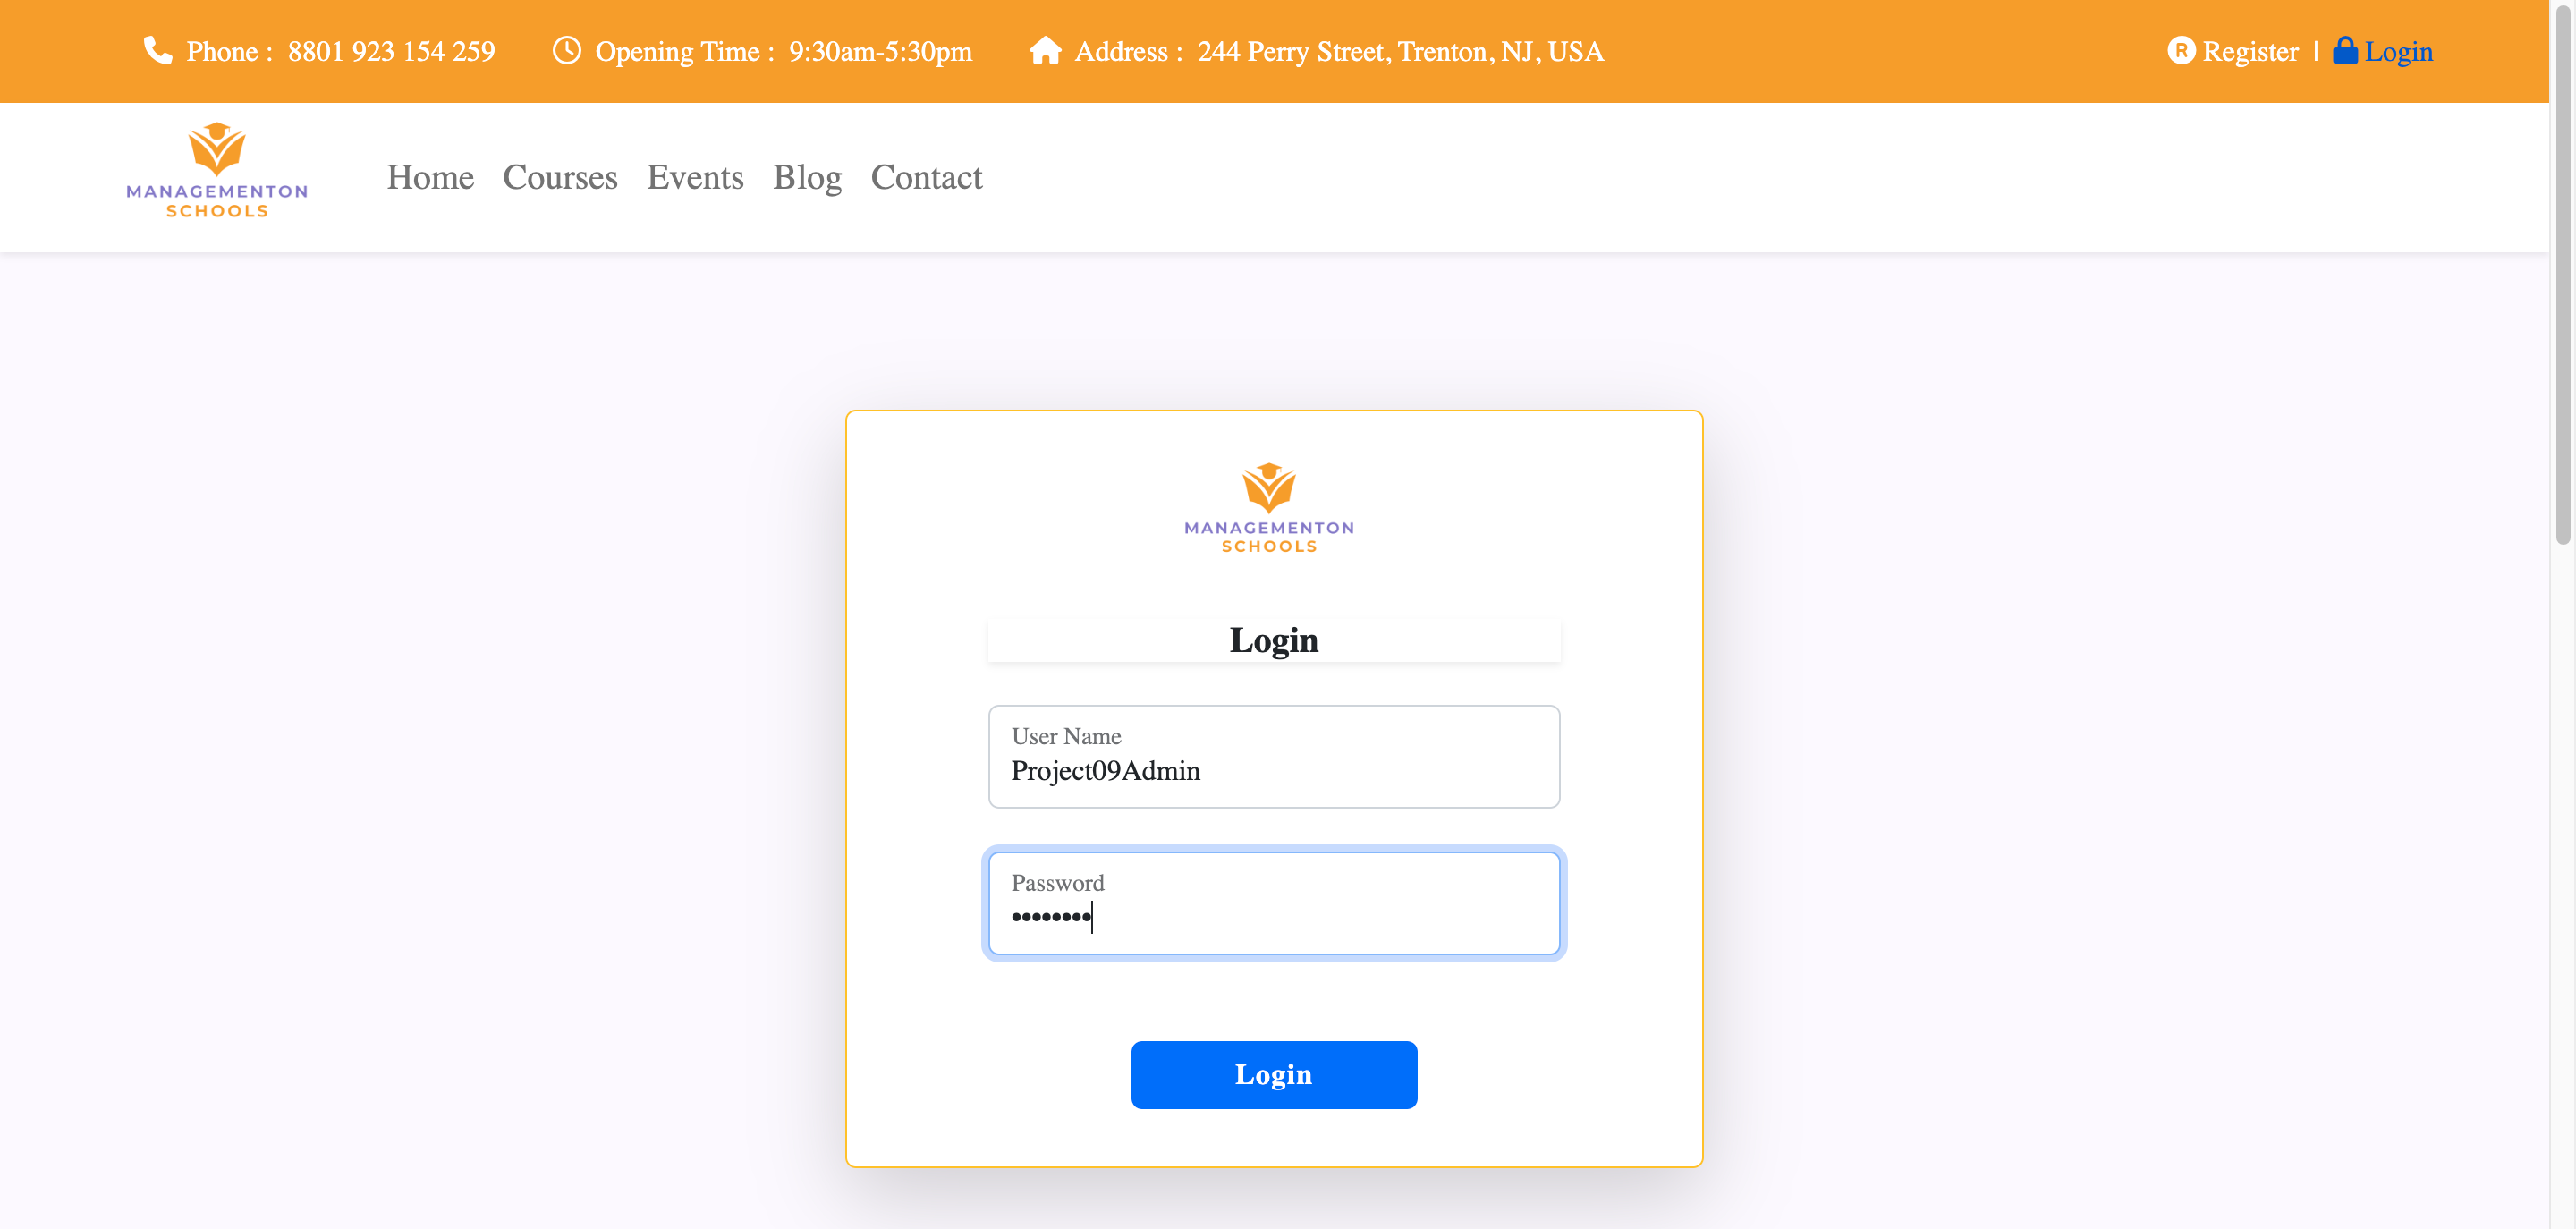 Phone : 8801 923 154 259 Opening Time : 9:30am-5:30pm Address : 244 Perry Street, Trenton, NJ, USA Register | Login
MANAGEMENTON
SCHOOLS
Home Courses Events Blog Contact
MANAGEMENTON
SCHOOLS
Login
User Name
Project09Admin
Password
••••••••
Login